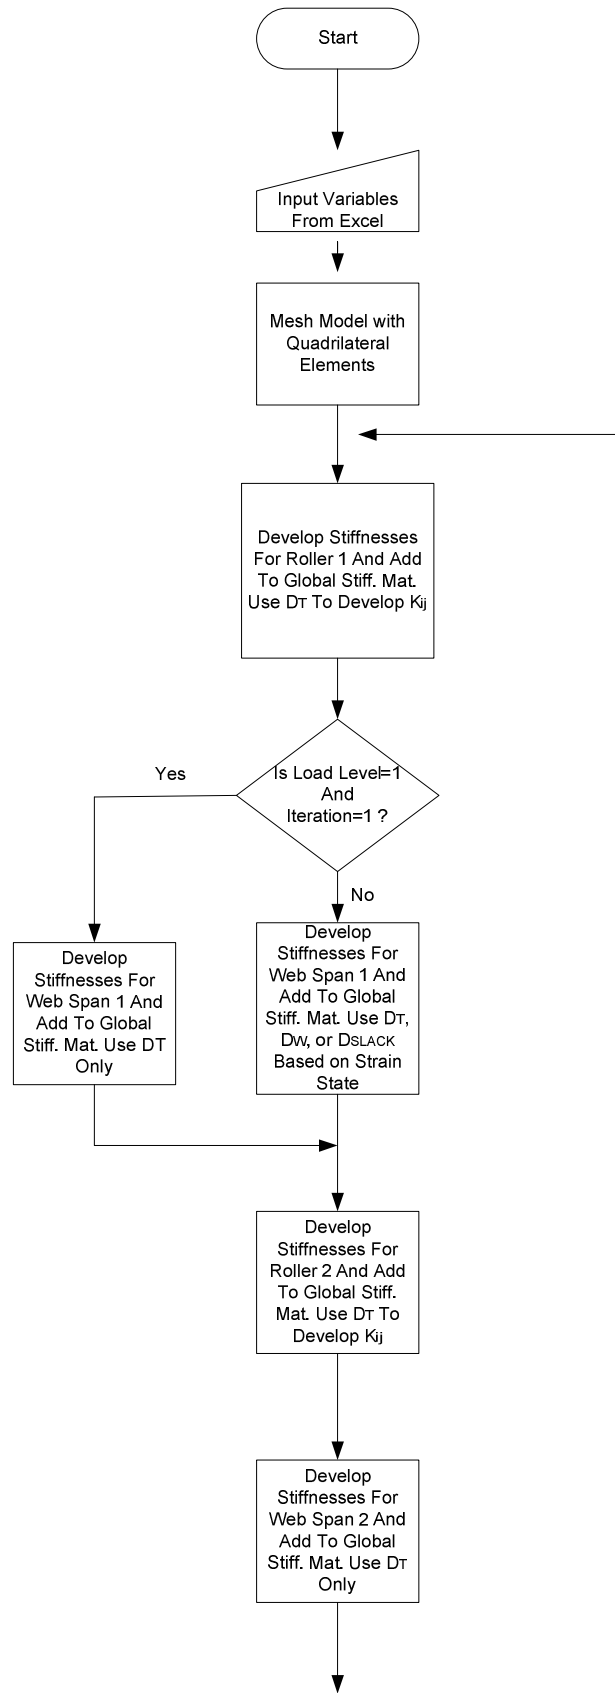 Start
Input Variables
From Excel
Mesh Model with
Quadrilateral
Elements
Develop Stiffnesses
For Roller 1 And Add
To Global Stiff. Mat.
Use DT To Develop Kij
Is Load Level=1
And
Iteration=1 ?
Yes
No
Develop
Stiffnesses For
Web Span 1 And
Add To Global
Stiff. Mat. Use DT
Only
Develop
Stiffnesses For
Web Span 1 And
Add To Global
Stiff. Mat. Use DT,
DW, or DSLACK
Based on Strain
State
Develop
Stiffnesses For
Roller 2 And Add
To Global Stiff.
Mat. Use DT To
Develop Kij
Develop
Stiffnesses For
Web Span 2 And
Add To Global
Stiff. Mat. Use DT
Only